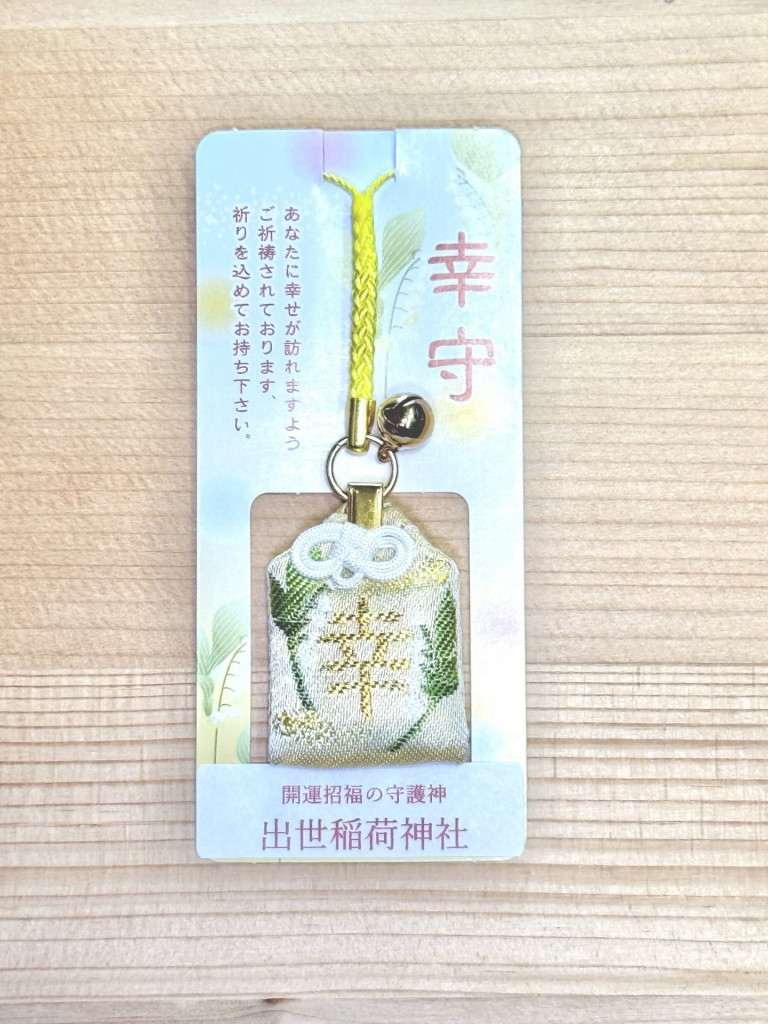 幸守
あなたに幸せが訪れますよう
ご祈祷されております、
祈りを込めてお持ち下さい。
幸
開運招福の守護神
出世稲荷神社